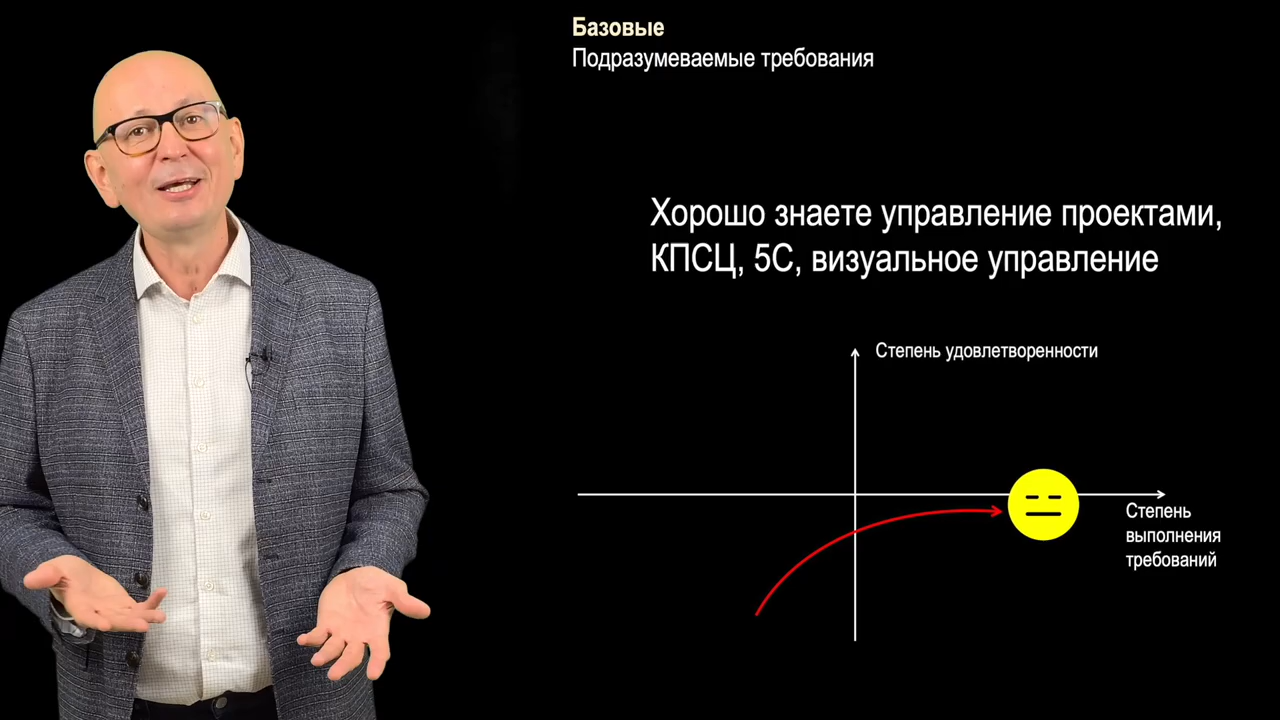 Базовые
Подразумеваемые требования
Хорошо знаете управление проектами,
КПСЦ, 5С, визуальное управление
Степень удовлетворенности
Степень
выполнения
требований